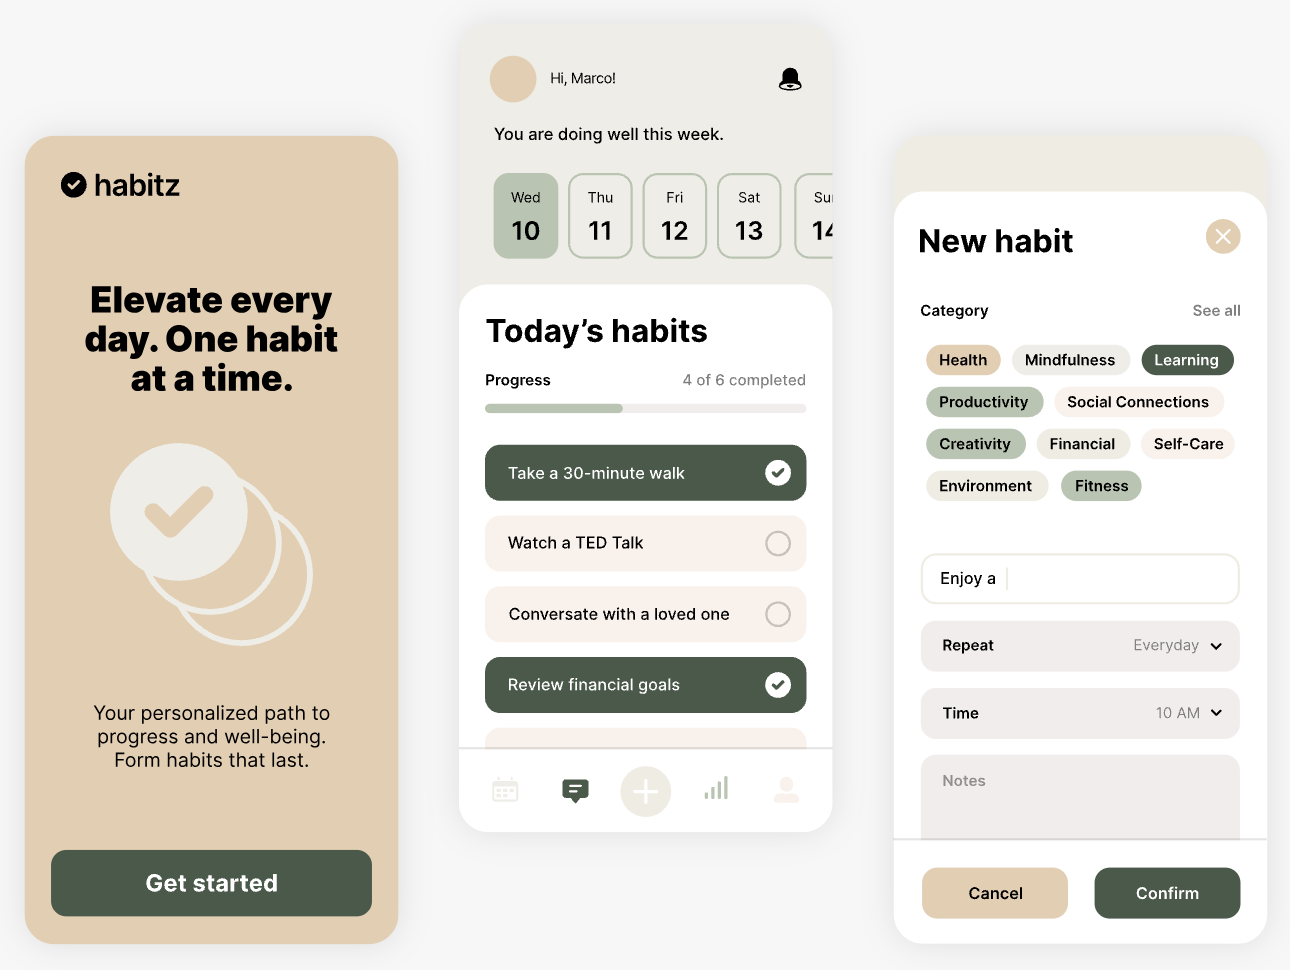 habitz
Elevate every
day. One habit
at a time.
Your personalized path to
progress and well-being.
Form habits that last.
Get started
Hi, Marco!
You are doing well this week.
Wed Thu Fri Sat Su
10 11 12 13 14
Today’s habits
Progress 4 of 6 completed
Take a 30-minute walk
Watch a TED Talk
Conversate with a loved one
Review financial goals
New habit
Category See all
Health Mindfulness Learning
Productivity Social Connections
Creativity Financial Self-Care
Environment Fitness
Enjoy a
Repeat Everyday
Time 10 AM
Notes
Cancel Confirm